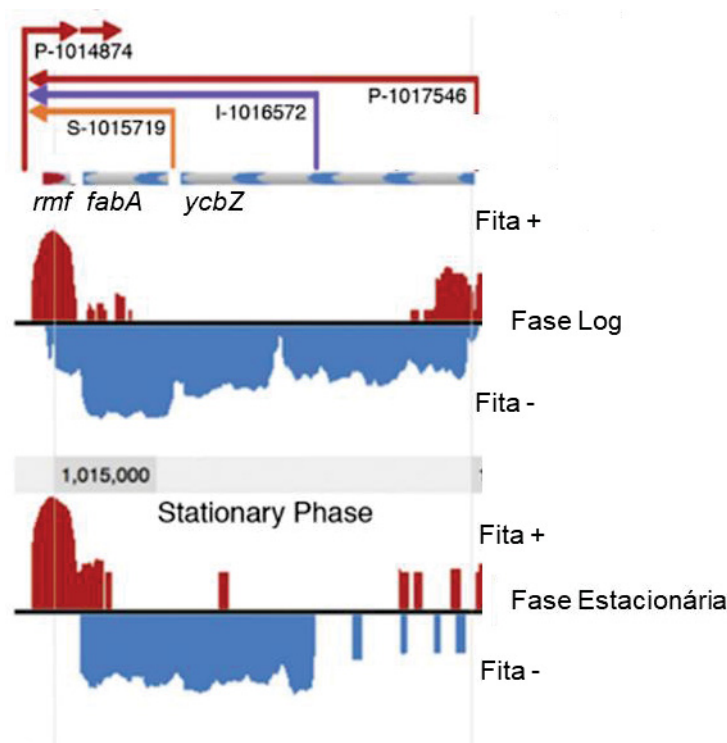 P-1014874
P-1017546
I-1016572
S-1015719
rmf fabA ycbZ
Fita +
Fase Log
Fita -
1,015,000
1
Stationary Phase
Fita +
Fase Estacionária
Fita -